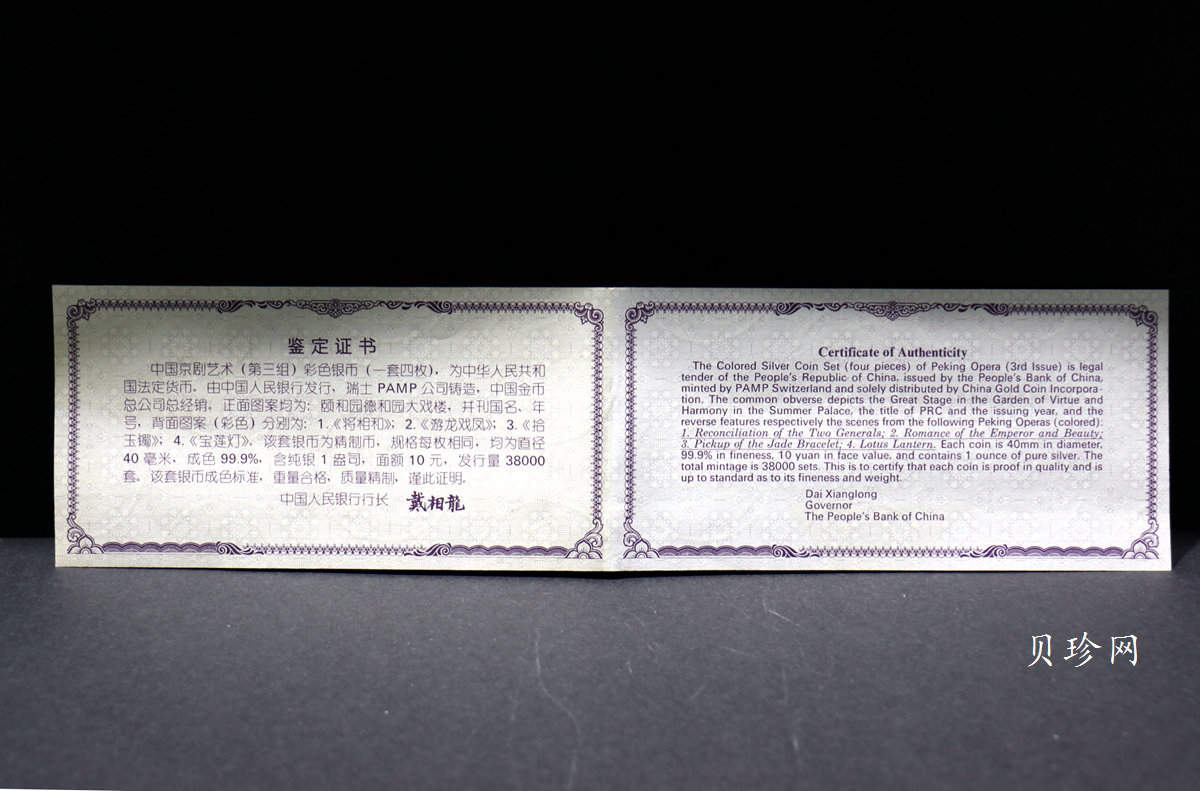 鉴定证书
中国京剧艺术（第三组）彩色银币（一套四枚），为中华人民共和
国法定货币，由中国人民银行发行，瑞士 PAMP 公司铸造，中国金币
总公司总经销，正面图案均为：颐和园德和园大戏楼，并刊国名、年
号，背面图案（彩色）分别为：1.《将相和》；2.《游龙戏凤》；3.《拾
玉镯》；4.《宝莲灯》。该套银币为精制币，规格每枚相同，均为直径
40 毫米，成色 99.9%，含纯银 1 盎司，面额 10 元，发行量 38000
套。该套银币成色标准，重量合格，质量精制，谨此证明。
中国人民银行行长 戴相龍
Certificate of Authenticity
The Colored Silver Coin Set (four pieces) of Peking Opera (3rd Issue) is legal
tender of the People's Republic of China, issued by the People's Bank of China,
minted by PAMP Switzerland and solely distributed by China Gold Coin Incorpora-
tion. The common obverse depicts the Great Stage in the Garden of Virtue and
Harmony in the Summer Palace, the title of PRC and the issuing year, and the
reverse features respectively the scenes from the following Peking Operas (colored):
1. Reconciliation of the Two Generals; 2. Romance of the Emperor and Beauty;
3. Pickup of the Jade Bracelet; 4. Lotus Lantern. Each coin is 40mm in diameter,
99.9% in fineness, 10 yuan in face value, and contains 1 ounce of pure silver. The
total mintage is 38000 sets. This is to certify that each coin is proof in quality and is
up to standard as to its fineness and weight.
Dai Xianglong
Governor
The People's Bank of China
贝珍网